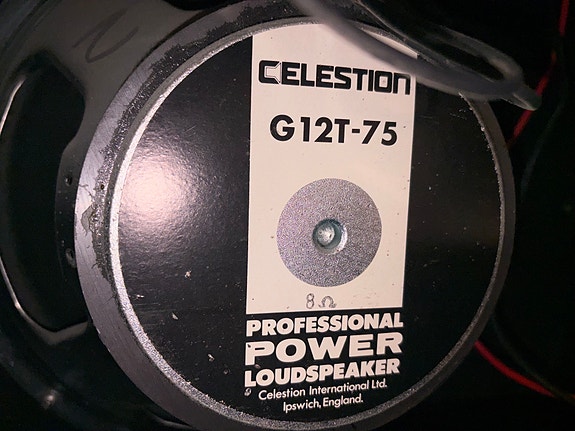 CELESTION
G12T-75
8Ω
PROFESSIONAL
POWER
LOUDSPEAKER
Celestion International Ltd.
Ipswich, England.